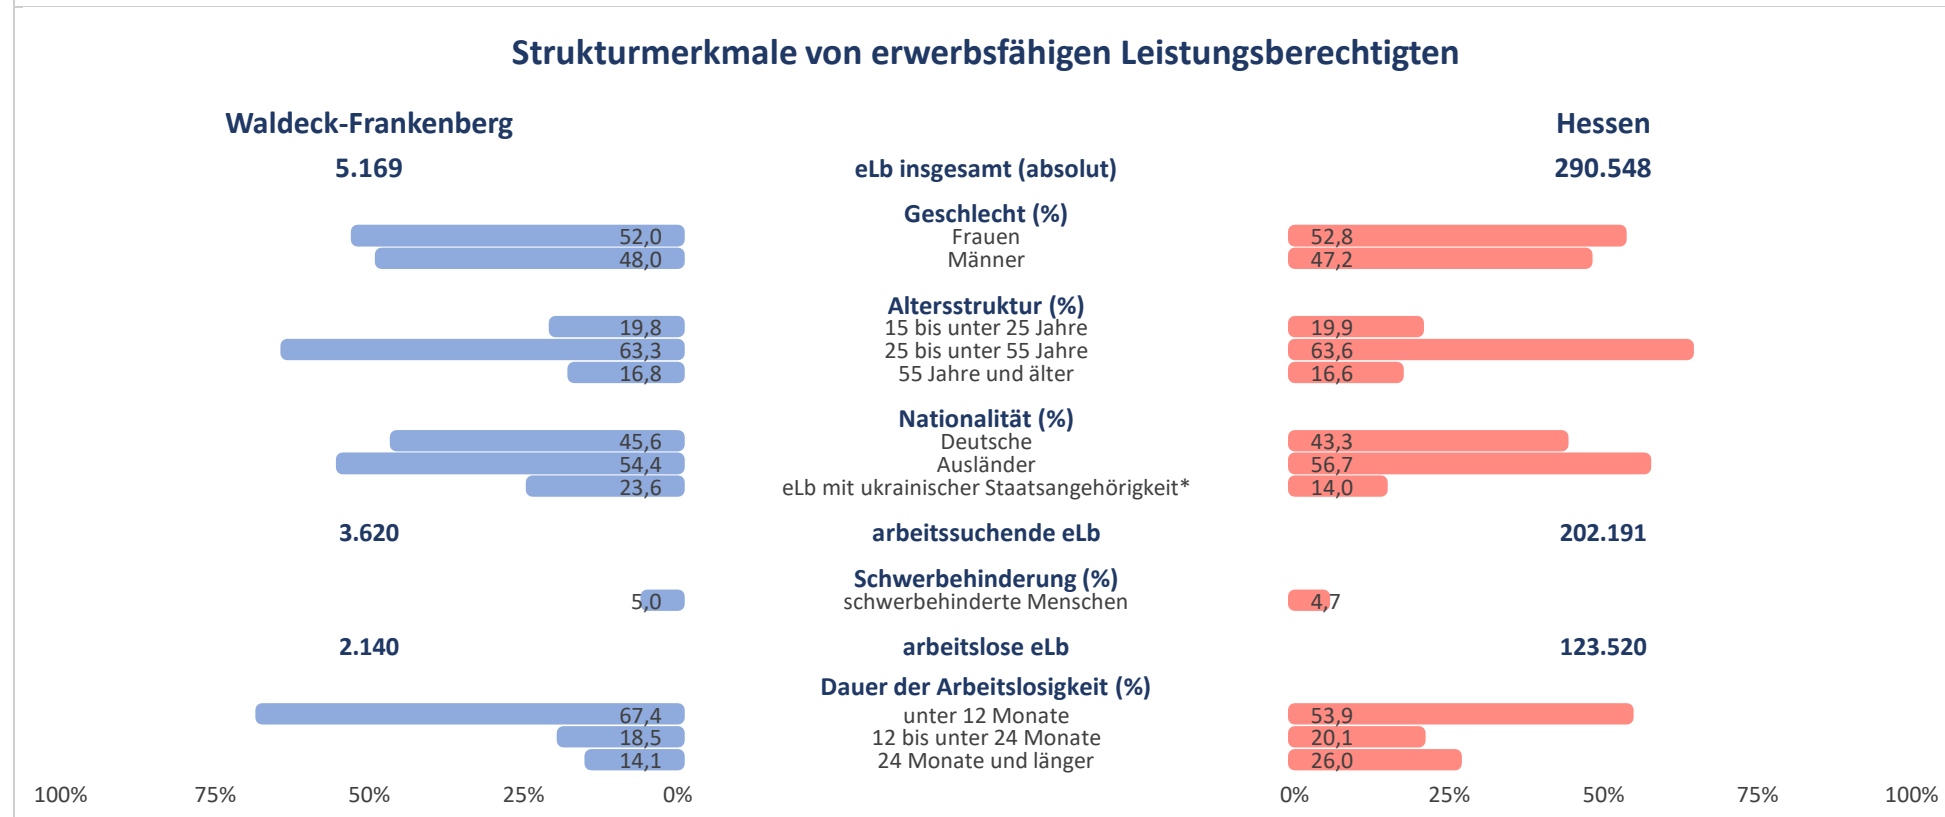 Strukturmerkmale von erwerbsfähigen Leistungsberechtigten
Waldeck-Frankenberg Hessen
5.169 eLb insgesamt (absolut) 290.548
Geschlecht (%)
52,0 Frauen 52,8
48,0 Männer 47,2
Altersstruktur (%)
19,8 15 bis unter 25 Jahre 19,9
63,3 25 bis unter 55 Jahre 63,6
16,8 55 Jahre und älter 16,6
Nationalität (%)
45,6 Deutsche 43,3
54,4 Ausländer 56,7
23,6 eLb mit ukrainischer Staatsangehörigkeit* 14,0
3.620 arbeitssuchende eLb 202.191
Schwerbehinderung (%)
5,0 schwerbehinderte Menschen 4,7
2.140 arbeitslose eLb 123.520
Dauer der Arbeitslosigkeit (%)
67,4 unter 12 Monate 53,9
18,5 12 bis unter 24 Monate 20,1
14,1 24 Monate und länger 26,0
100% 75% 50% 25% 0% 0% 25% 50% 75% 100%